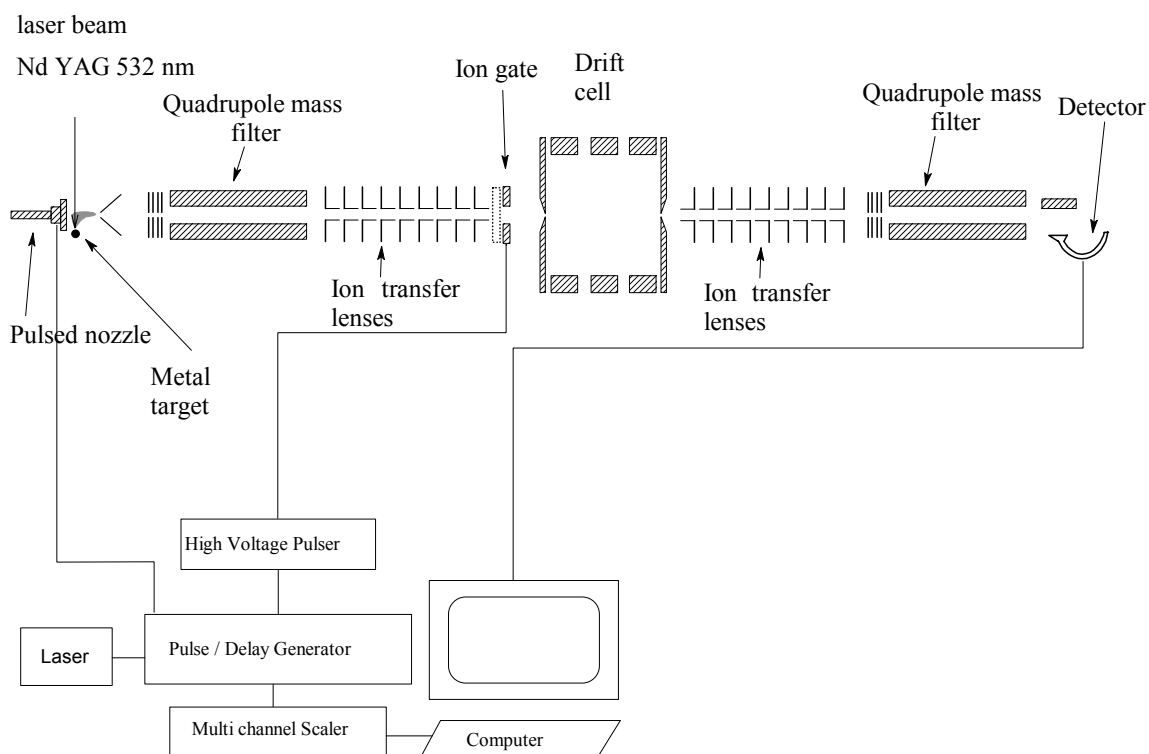 laser beam
Nd YAG 532 nm
Quadrupole mass
filter
Ion gate
Drift
cell
Quadrupole mass
filter
Detector
Pulsed nozzle
Metal
target
Ion transfer
lenses
Ion transfer
lenses
High Voltage Pulser
Laser
Pulse / Delay Generator
Multi channel Scaler
Computer